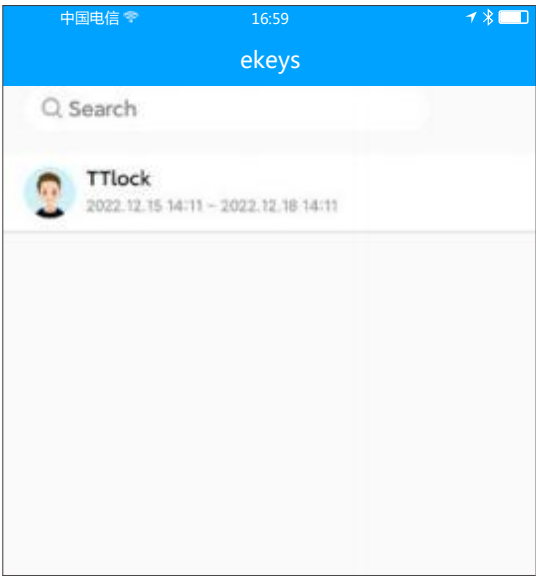 中国电信 16:59
ekeys
Search
TTlock
2022.12.15 14:11 ~ 2022.12.18 14:11